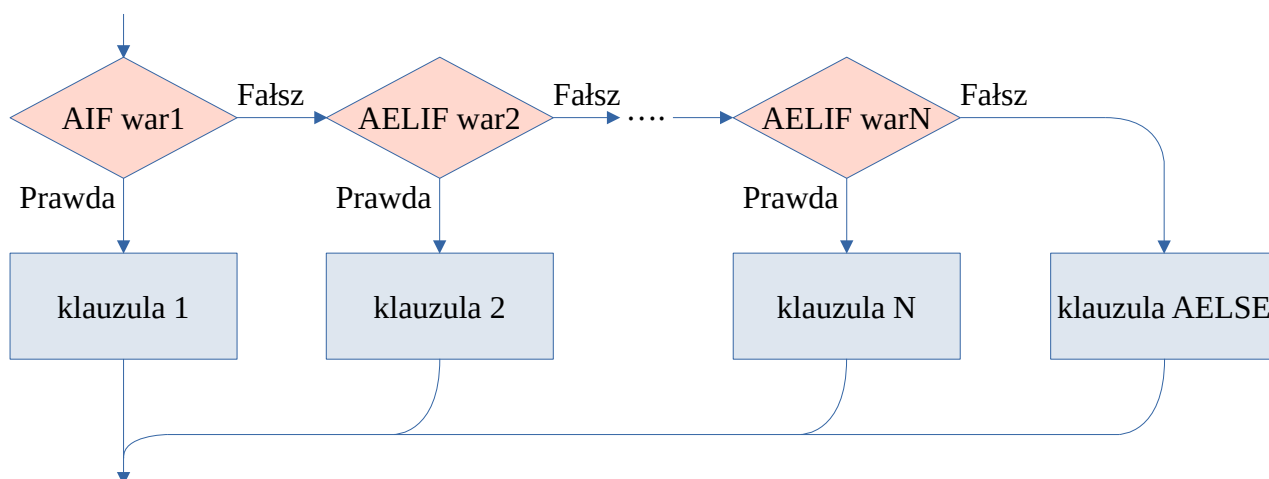 AIF war1
Fałsz
AELIF war2
Fałsz
....
AELIF warN
Fałsz
Prawda
Prawda
Prawda
klauzula 1
klauzula 2
klauzula N
klauzula AELSE